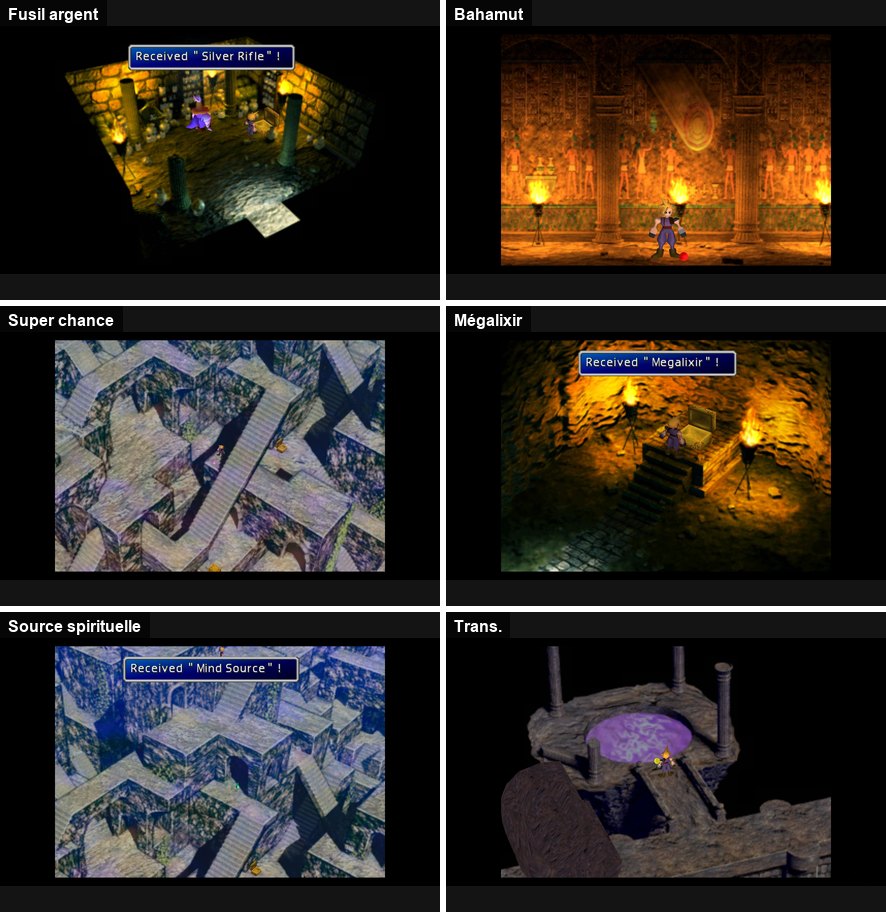 Fusil argent
Received "Silver Rifle" !
Bahamut
Super chance
Mégalixir
Received "Megalixir" !
Source spirituelle
Received "Mind Source" !
Trans.